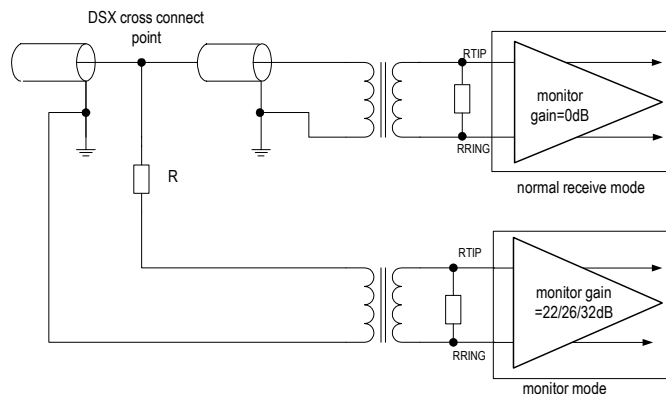 DSX cross connect
point
RTIP
monitor
gain=0dB
RRING
normal receive mode
R
RTIP
monitor gain
=22/26/32dB
RRING
monitor mode